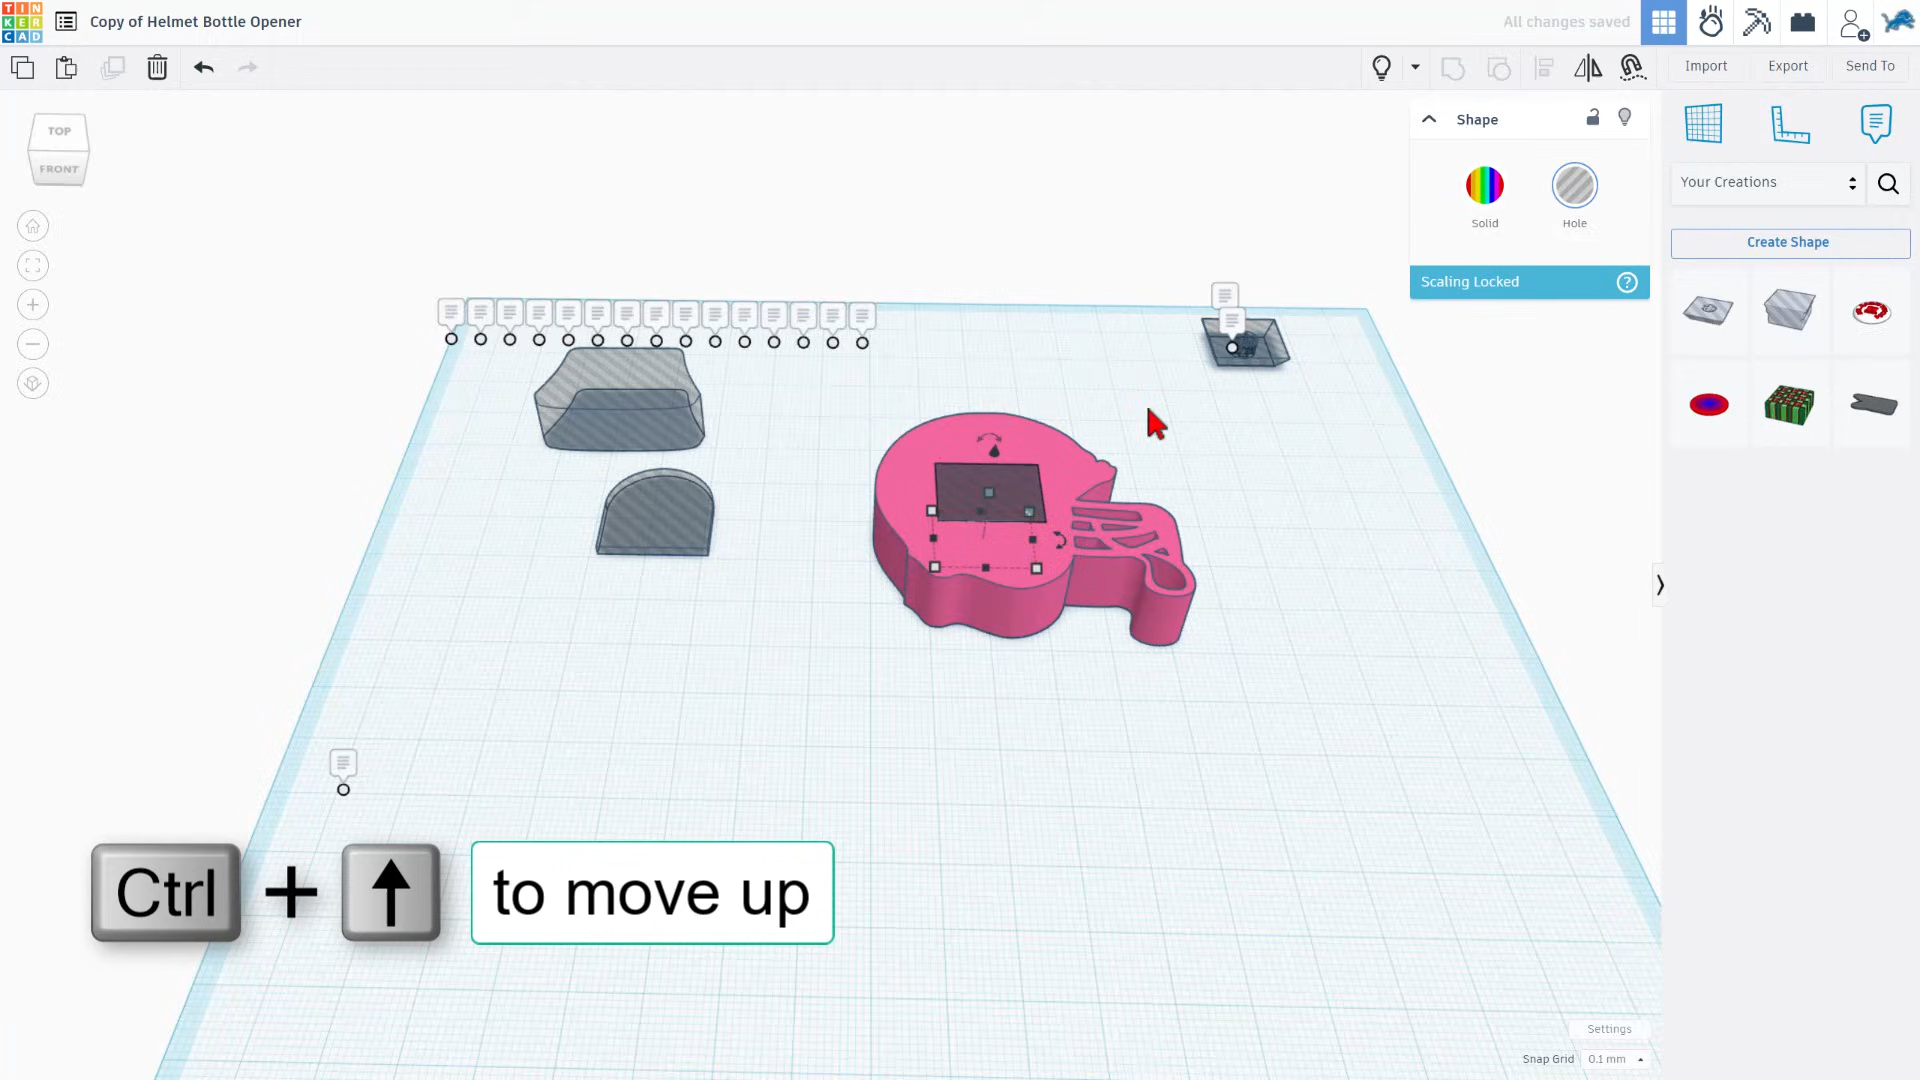 TIN
KER
CAD
Copy of Helmet Bottle Opener
All changes saved
Import
Export
Send To
TOP
FRONT
Shape
Solid
Hole
Scaling Locked
?
Your Creations
Create Shape
Ctrl + ↑ to move up
Settings
Snap Grid 0.1 mm